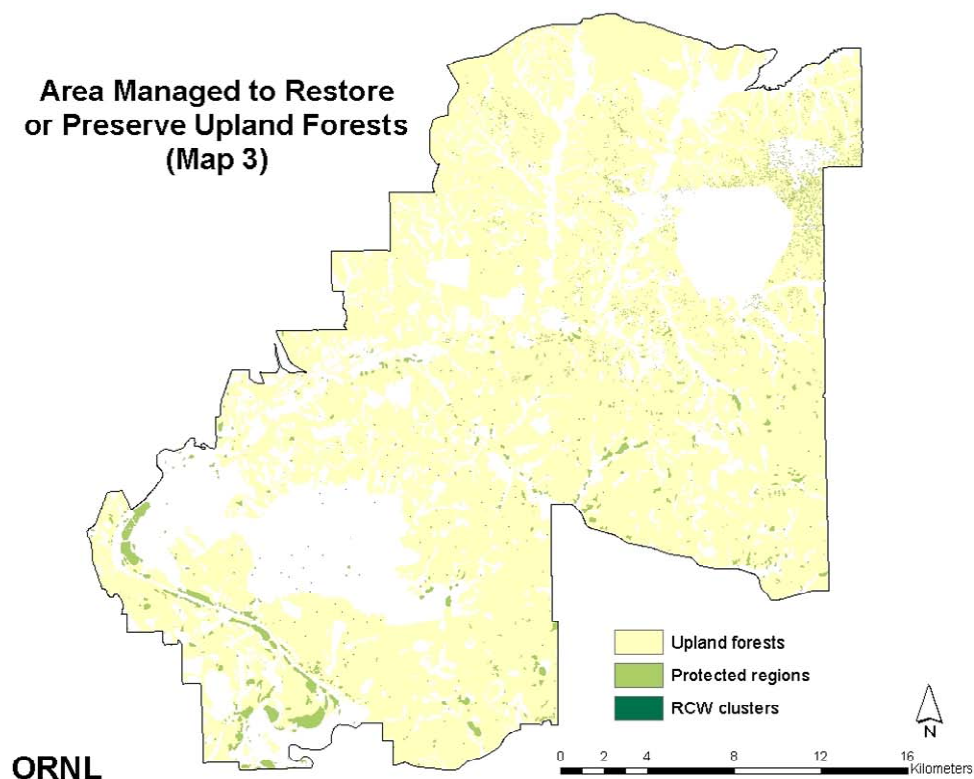 Area Managed to Restore
or Preserve Upland Forests
(Map 3)
Upland forests
Protected regions
RCW clusters
N
0 2 4 8 12 16
Kilometers
ORNL